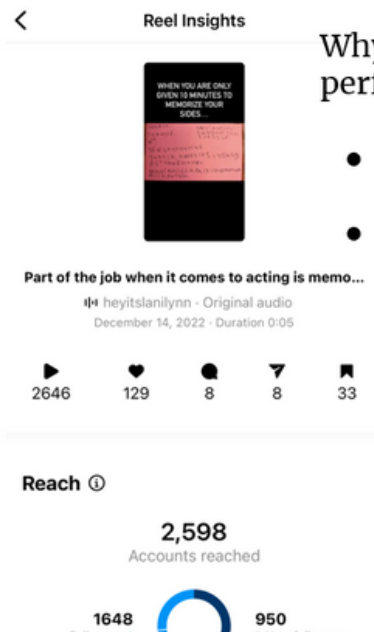 Reel Insights
Why
WHEN YOU ARE ONLY
GIVEN 10 MINUTES TO
MEMORIZE YOUR
SIDES...
Part of the job when it comes to acting is memo...
heyitslanilynn · Original audio
December 14, 2022 · Duration 0:05
2646 129 8 8 33
Reach
2,598
Accounts reached
1648 950